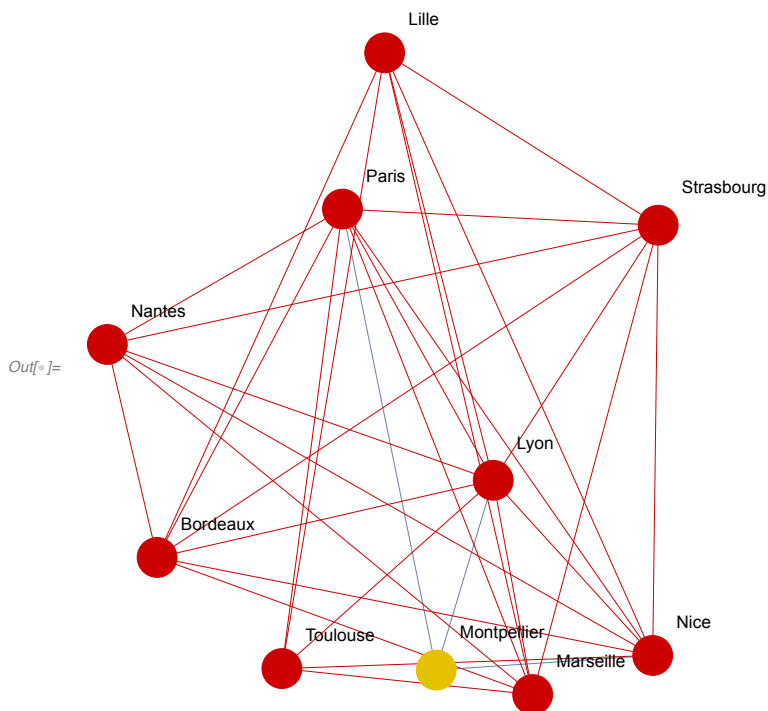 Lille
Paris
Strasbourg
Nantes
Out[•]=
Lyon
Bordeaux
Nice
Toulouse
Montpellier
Marseille